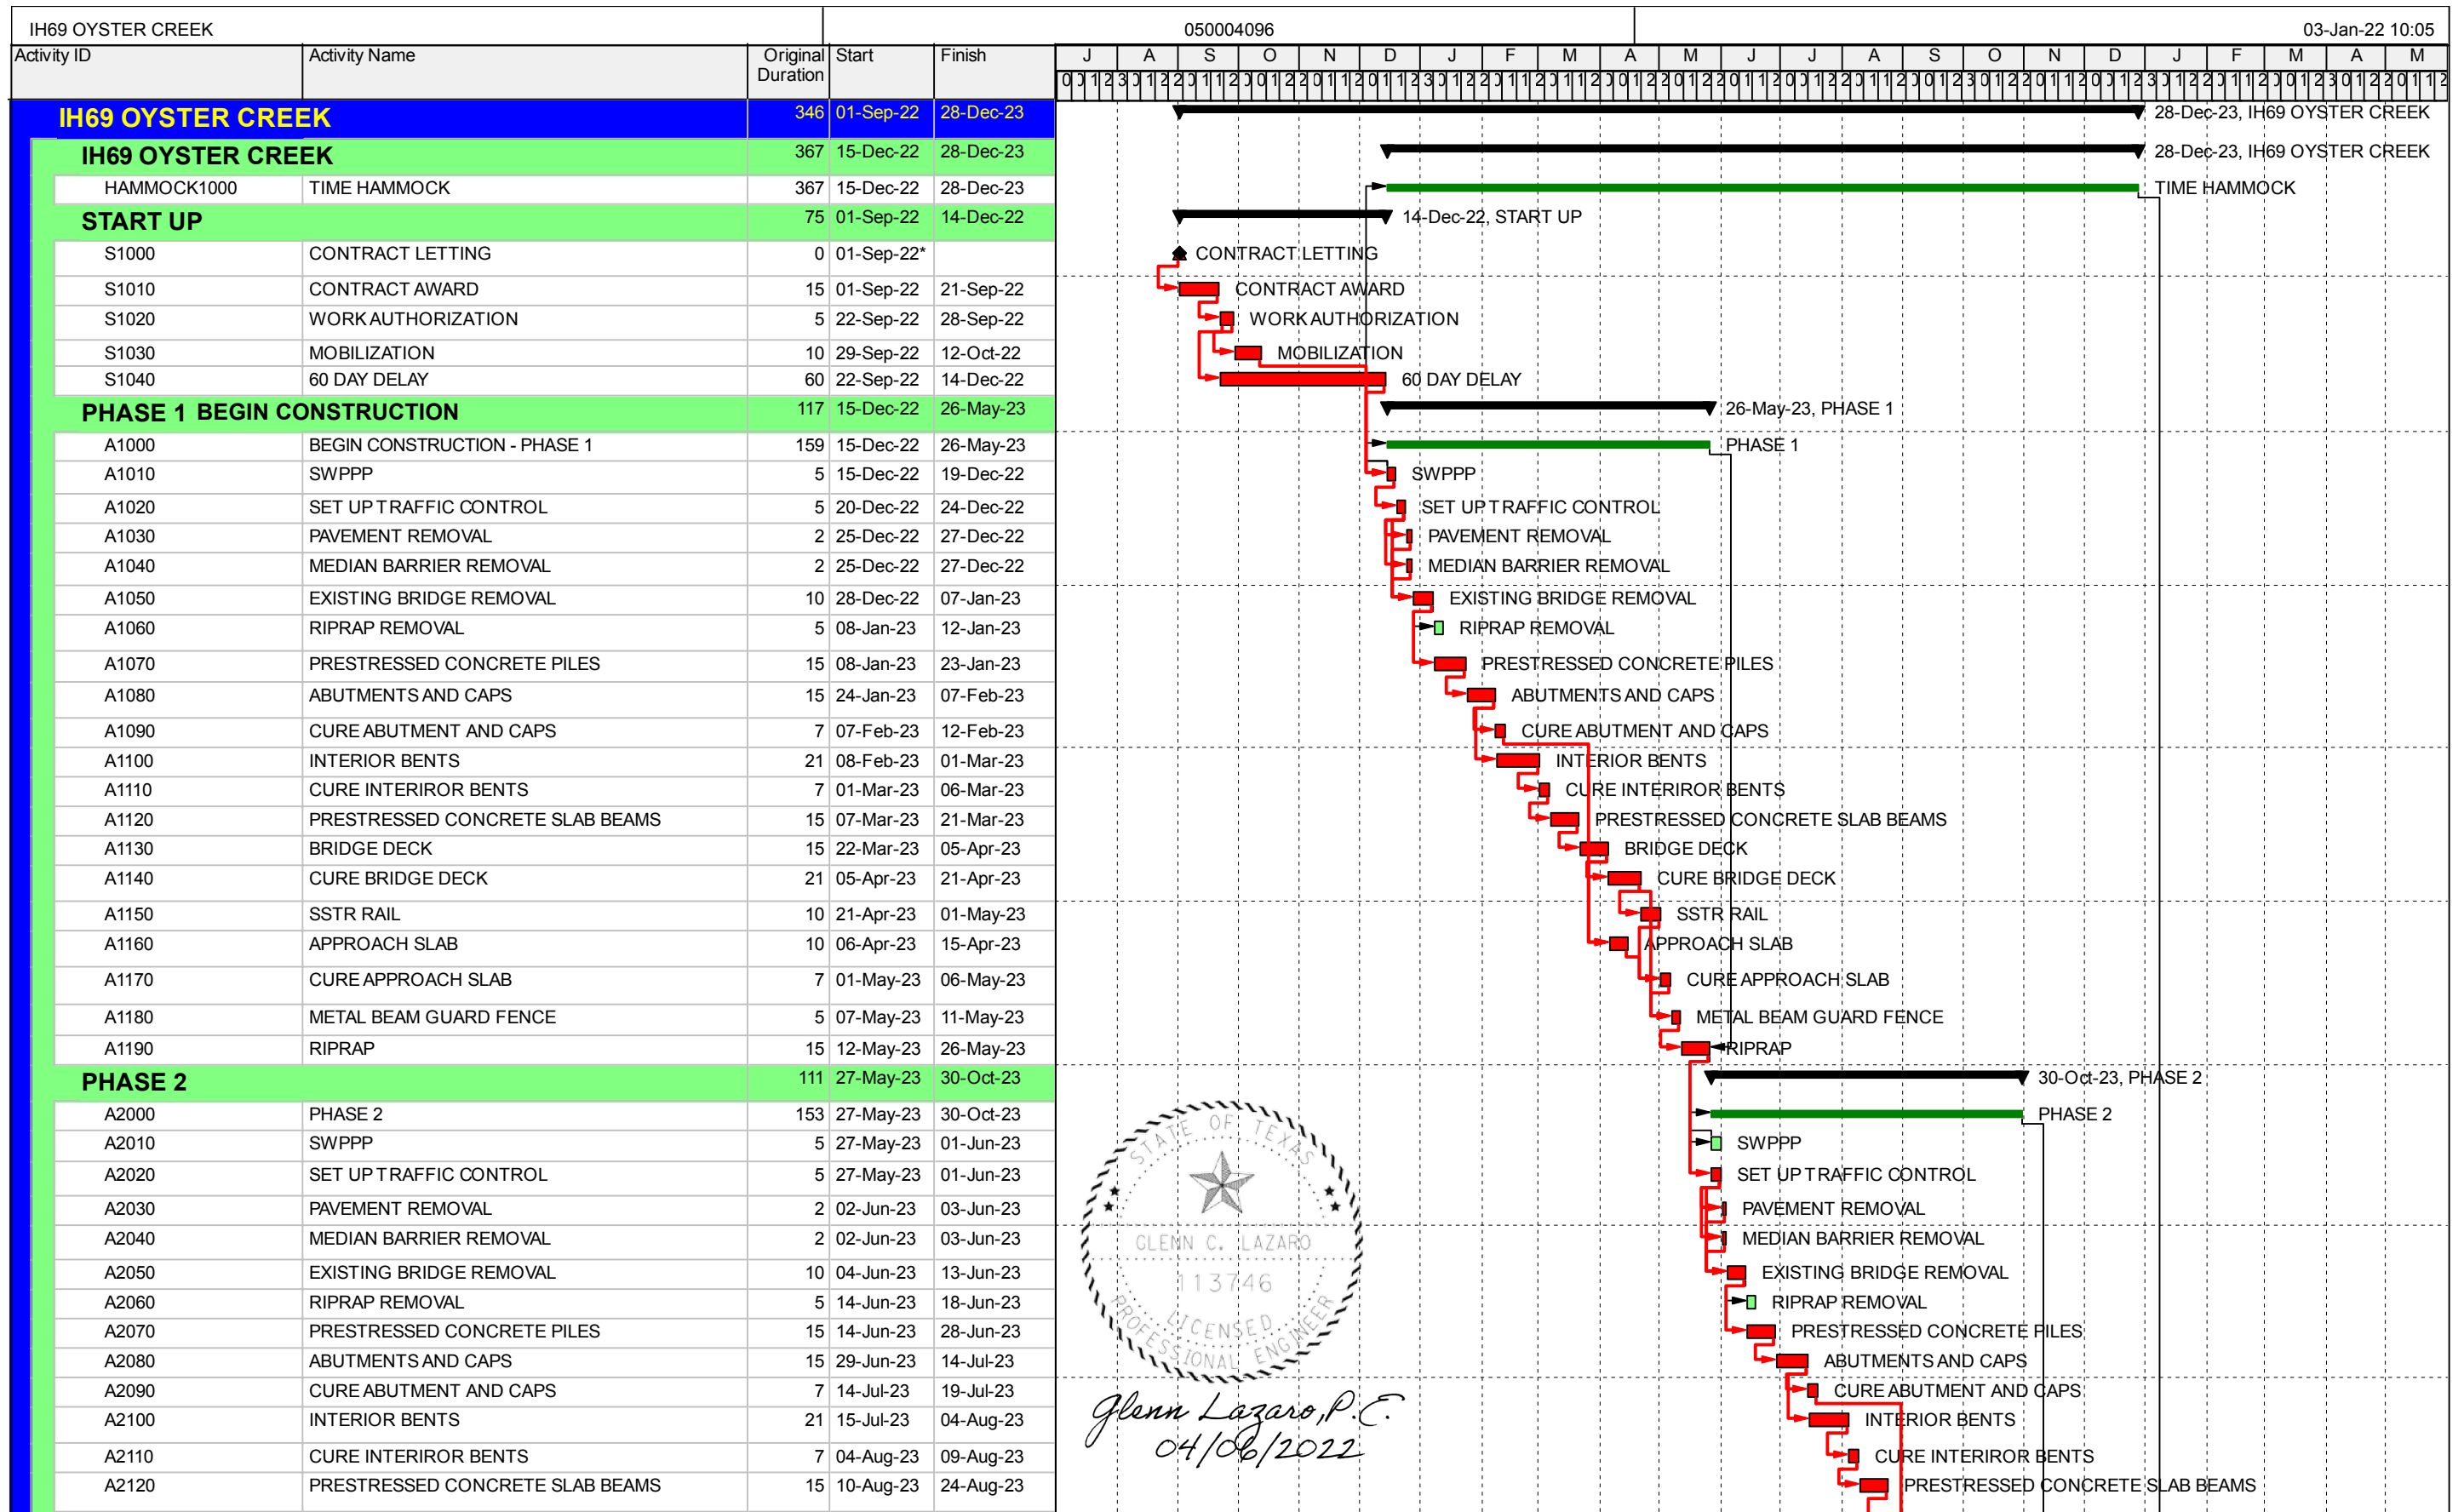 IH69 OYSTER CREEK 050004096 03-Jan-22 10:05
Activity ID Activity Name Original Duration Start Finish J A S O N D J F M A M J J A S O N D J F M A M
IH69 OYSTER CREEK 346 01-Sep-22 28-Dec-23 28-Dec-23, IH69 OYSTER CREEK
IH69 OYSTER CREEK 367 15-Dec-22 28-Dec-23 28-Dec-23, IH69 OYSTER CREEK
HAMMOCK1000 TIME HAMMOCK 367 15-Dec-22 28-Dec-23 TIME HAMMOCK
START UP 75 01-Sep-22 14-Dec-22 14-Dec-22, START UP
S1000 CONTRACT LETTING 0 01-Sep-22* CONTRACT LETTING
S1010 CONTRACT AWARD 15 01-Sep-22 21-Sep-22 CONTRACT AWARD
S1020 WORK AUTHORIZATION 5 22-Sep-22 28-Sep-22 WORK AUTHORIZATION
S1030 MOBILIZATION 10 29-Sep-22 12-Oct-22 MOBILIZATION
S1040 60 DAY DELAY 60 22-Sep-22 14-Dec-22 60 DAY DELAY
PHASE 1 BEGIN CONSTRUCTION 117 15-Dec-22 26-May-23 26-May-23, PHASE 1
A1000 BEGIN CONSTRUCTION - PHASE 1 159 15-Dec-22 26-May-23 PHASE 1
A1010 SWPPP 5 15-Dec-22 19-Dec-22 SWPPP
A1020 SET UP TRAFFIC CONTROL 5 20-Dec-22 24-Dec-22 SET UP TRAFFIC CONTROL
A1030 PAVEMENT REMOVAL 2 25-Dec-22 27-Dec-22 PAVEMENT REMOVAL
A1040 MEDIAN BARRIER REMOVAL 2 25-Dec-22 27-Dec-22 MEDIAN BARRIER REMOVAL
A1050 EXISTING BRIDGE REMOVAL 10 28-Dec-22 07-Jan-23 EXISTING BRIDGE REMOVAL
A1060 RIPRAP REMOVAL 5 08-Jan-23 12-Jan-23 RIPRAP REMOVAL
A1070 PRESTRESSED CONCRETE PILES 15 08-Jan-23 23-Jan-23 PRESTRESSED CONCRETE PILES
A1080 ABUTMENTS AND CAPS 15 24-Jan-23 07-Feb-23 ABUTMENTS AND CAPS
A1090 CURE ABUTMENT AND CAPS 7 07-Feb-23 12-Feb-23 CURE ABUTMENT AND CAPS
A1100 INTERIOR BENTS 21 08-Feb-23 01-Mar-23 INTERIOR BENTS
A1110 CURE INTERIROR BENTS 7 01-Mar-23 06-Mar-23 CURE INTERIROR BENTS
A1120 PRESTRESSED CONCRETE SLAB BEAMS 15 07-Mar-23 21-Mar-23 PRESTRESSED CONCRETE SLAB BEAMS
A1130 BRIDGE DECK 15 22-Mar-23 05-Apr-23 BRIDGE DECK
A1140 CURE BRIDGE DECK 21 05-Apr-23 21-Apr-23 CURE BRIDGE DECK
A1150 SSTR RAIL 10 21-Apr-23 01-May-23 SSTR RAIL
A1160 APPROACH SLAB 10 06-Apr-23 15-Apr-23 APPROACH SLAB
A1170 CURE APPROACH SLAB 7 01-May-23 06-May-23 CURE APPROACH SLAB
A1180 METAL BEAM GUARD FENCE 5 07-May-23 11-May-23 METAL BEAM GUARD FENCE
A1190 RIPRAP 15 12-May-23 26-May-23 RIPRAP
PHASE 2 111 27-May-23 30-Oct-23 30-Oct-23, PHASE 2
A2000 PHASE 2 153 27-May-23 30-Oct-23 PHASE 2
A2010 SWPPP 5 27-May-23 01-Jun-23 SWPPP
A2020 SET UP TRAFFIC CONTROL 5 27-May-23 01-Jun-23 SET UP TRAFFIC CONTROL
A2030 PAVEMENT REMOVAL 2 02-Jun-23 03-Jun-23 PAVEMENT REMOVAL
A2040 MEDIAN BARRIER REMOVAL 2 02-Jun-23 03-Jun-23 MEDIAN BARRIER REMOVAL
A2050 EXISTING BRIDGE REMOVAL 10 04-Jun-23 13-Jun-23 EXISTING BRIDGE REMOVAL
A2060 RIPRAP REMOVAL 5 14-Jun-23 18-Jun-23 RIPRAP REMOVAL
A2070 PRESTRESSED CONCRETE PILES 15 14-Jun-23 28-Jun-23 PRESTRESSED CONCRETE PILES
A2080 ABUTMENTS AND CAPS 15 29-Jun-23 14-Jul-23 ABUTMENTS AND CAPS
A2090 CURE ABUTMENT AND CAPS 7 14-Jul-23 19-Jul-23 CURE ABUTMENT AND CAPS
A2100 INTERIOR BENTS 21 15-Jul-23 04-Aug-23 INTERIOR BENTS
A2110 CURE INTERIROR BENTS 7 04-Aug-23 09-Aug-23 CURE INTERIROR BENTS
A2120 PRESTRESSED CONCRETE SLAB BEAMS 15 10-Aug-23 24-Aug-23 PRESTRESSED CONCRETE SLAB BEAMS
STATE OF TEXAS
GLENN C. LAZARO
113746
LICENSED
PROFESSIONAL ENGINEER
Glenn Lazaro, P.E.
04/06/2022